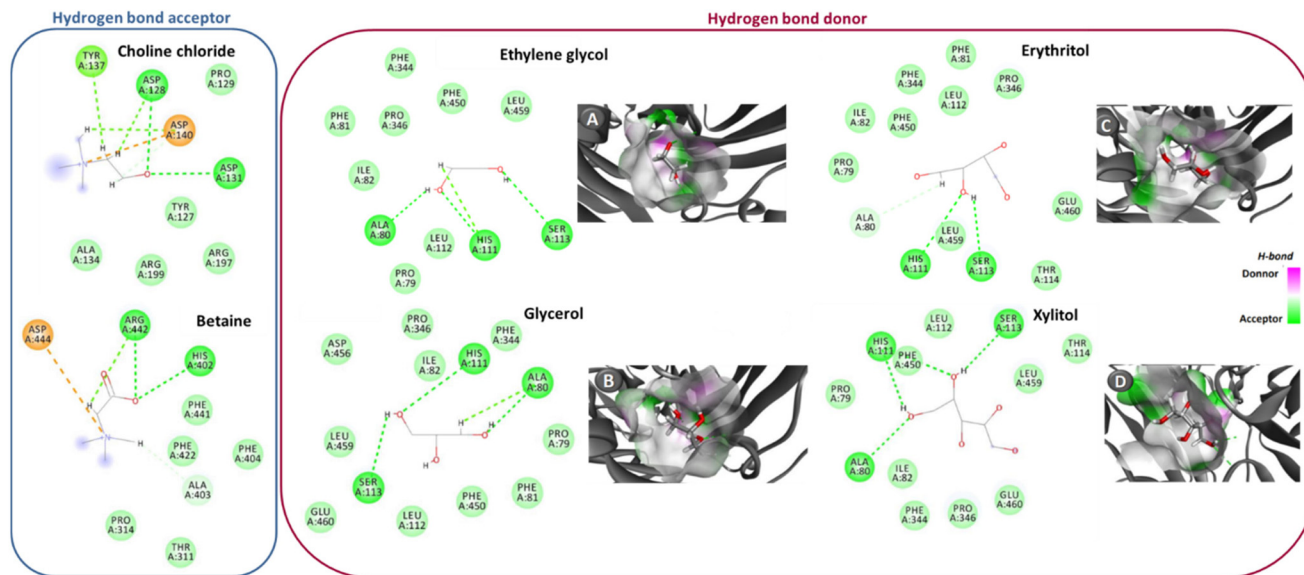 Hydrogen bond acceptor
Hydrogen bond donor
Choline chloride
TYR
A:137
ASP
A:128
PRO
A:129
ASP
A:140
ASP
A:131
TYR
A:127
ALA
A:134
ARG
A:199
ARG
A:197
H
H
H
H
N
O
Betaine
ASP
A:444
ARG
A:442
HIS
A:402
PHE
A:441
PHE
A:422
PHE
A:404
ALA
A:403
PRO
A:314
THR
A:311
O
O
H
N
H
Ethylene glycol
PHE
A:344
PHE
A:450
LEU
A:459
PHE
A:81
PRO
A:346
ILE
A:82
ALA
A:80
LEU
A:112
HIS
A:111
SER
A:113
PRO
A:79
H
H
O
O
H
A
Erythritol
PHE
A:81
PHE
A:344
LEU
A:112
PRO
A:346
ILE
A:82
PHE
A:450
PRO
A:79
ALA
A:80
GLU
A:460
LEU
A:459
HIS
A:111
SER
A:113
THR
A:114
O
O
H
O
H
O
C
H-bond
Donnor
Acceptor
Glycerol
PRO
A:346
PHE
A:344
ASP
A:456
ILE
A:82
HIS
A:111
ALA
A:80
LEU
A:459
PRO
A:79
SER
A:113
PHE
A:450
PHE
A:81
GLU
A:460
LEU
A:112
H
O
H
O
H
O
H
B
Xylitol
LEU
A:112
SER
A:113
HIS
A:111
PHE
A:450
THR
A:114
PRO
A:79
LEU
A:459
ALA
A:80
ILE
A:82
PHE
A:344
PRO
A:346
GLU
A:460
O
H
H
O
O
O
O
D